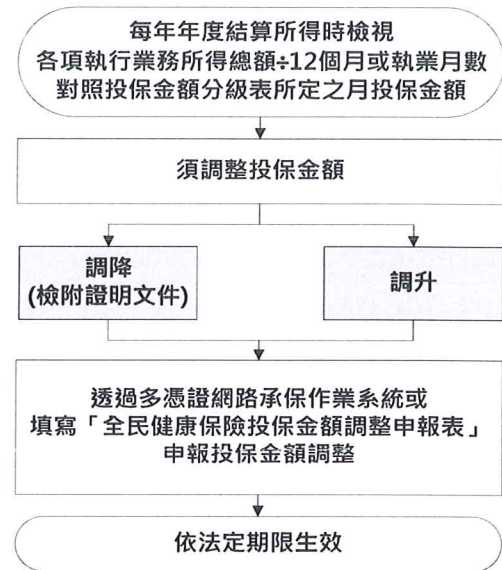 每年年度結算所得時檢視
各項執行業務所得總額÷12個月或執業月數
對照投保金額分級表所定之月投保金額
須調整投保金額
調降
(檢附證明文件)
調升
透過多憑證網路承保作業系統或
填寫「全民健康保險投保金額調整申報表」
申報投保金額調整
依法定期限生效